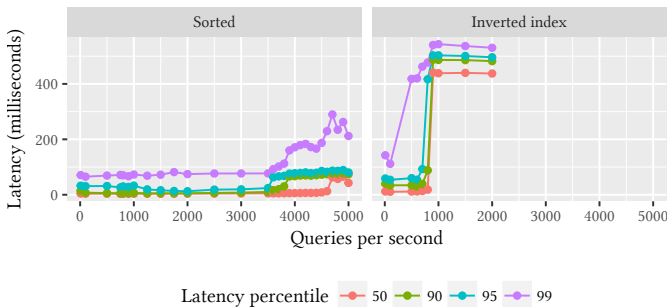 Sorted
Inverted index
Latency (milliseconds)
400
200
0
0 1000 2000 3000 4000 5000
0 1000 2000 3000 4000 5000
Queries per second
Latency percentile 50 90 95 99